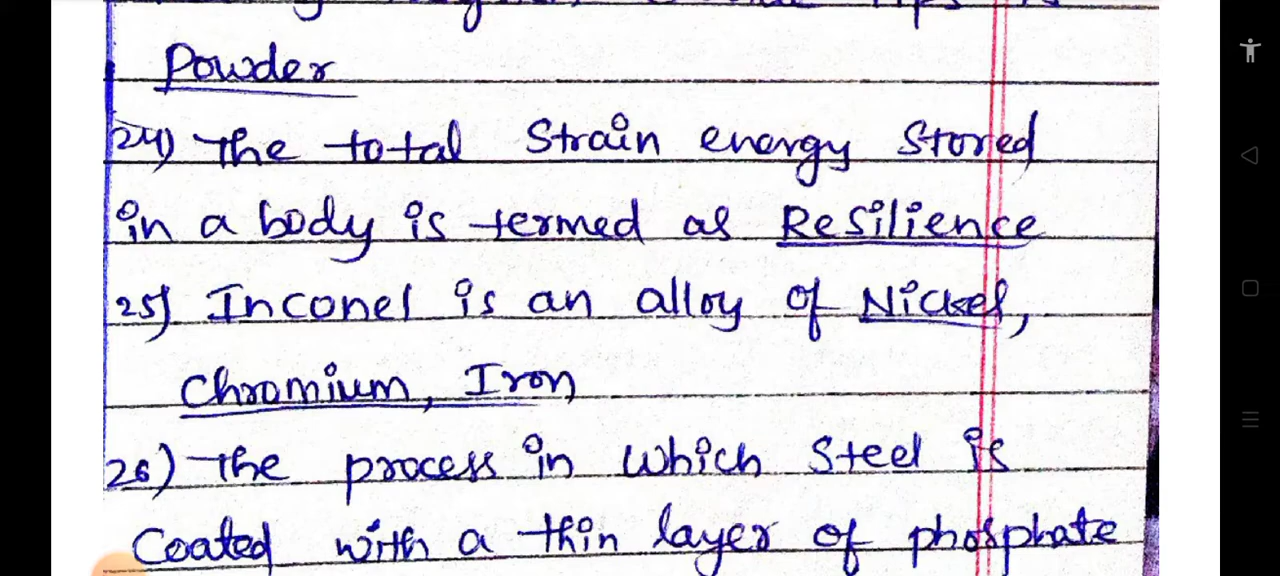 Powder
24) The total Strain energy Stored
in a body is termed as Resilience
25) Inconel is an alloy of Nickel,
Chromium, Iron
26) The process in which Steel is
Coated with a thin layer of phosphate